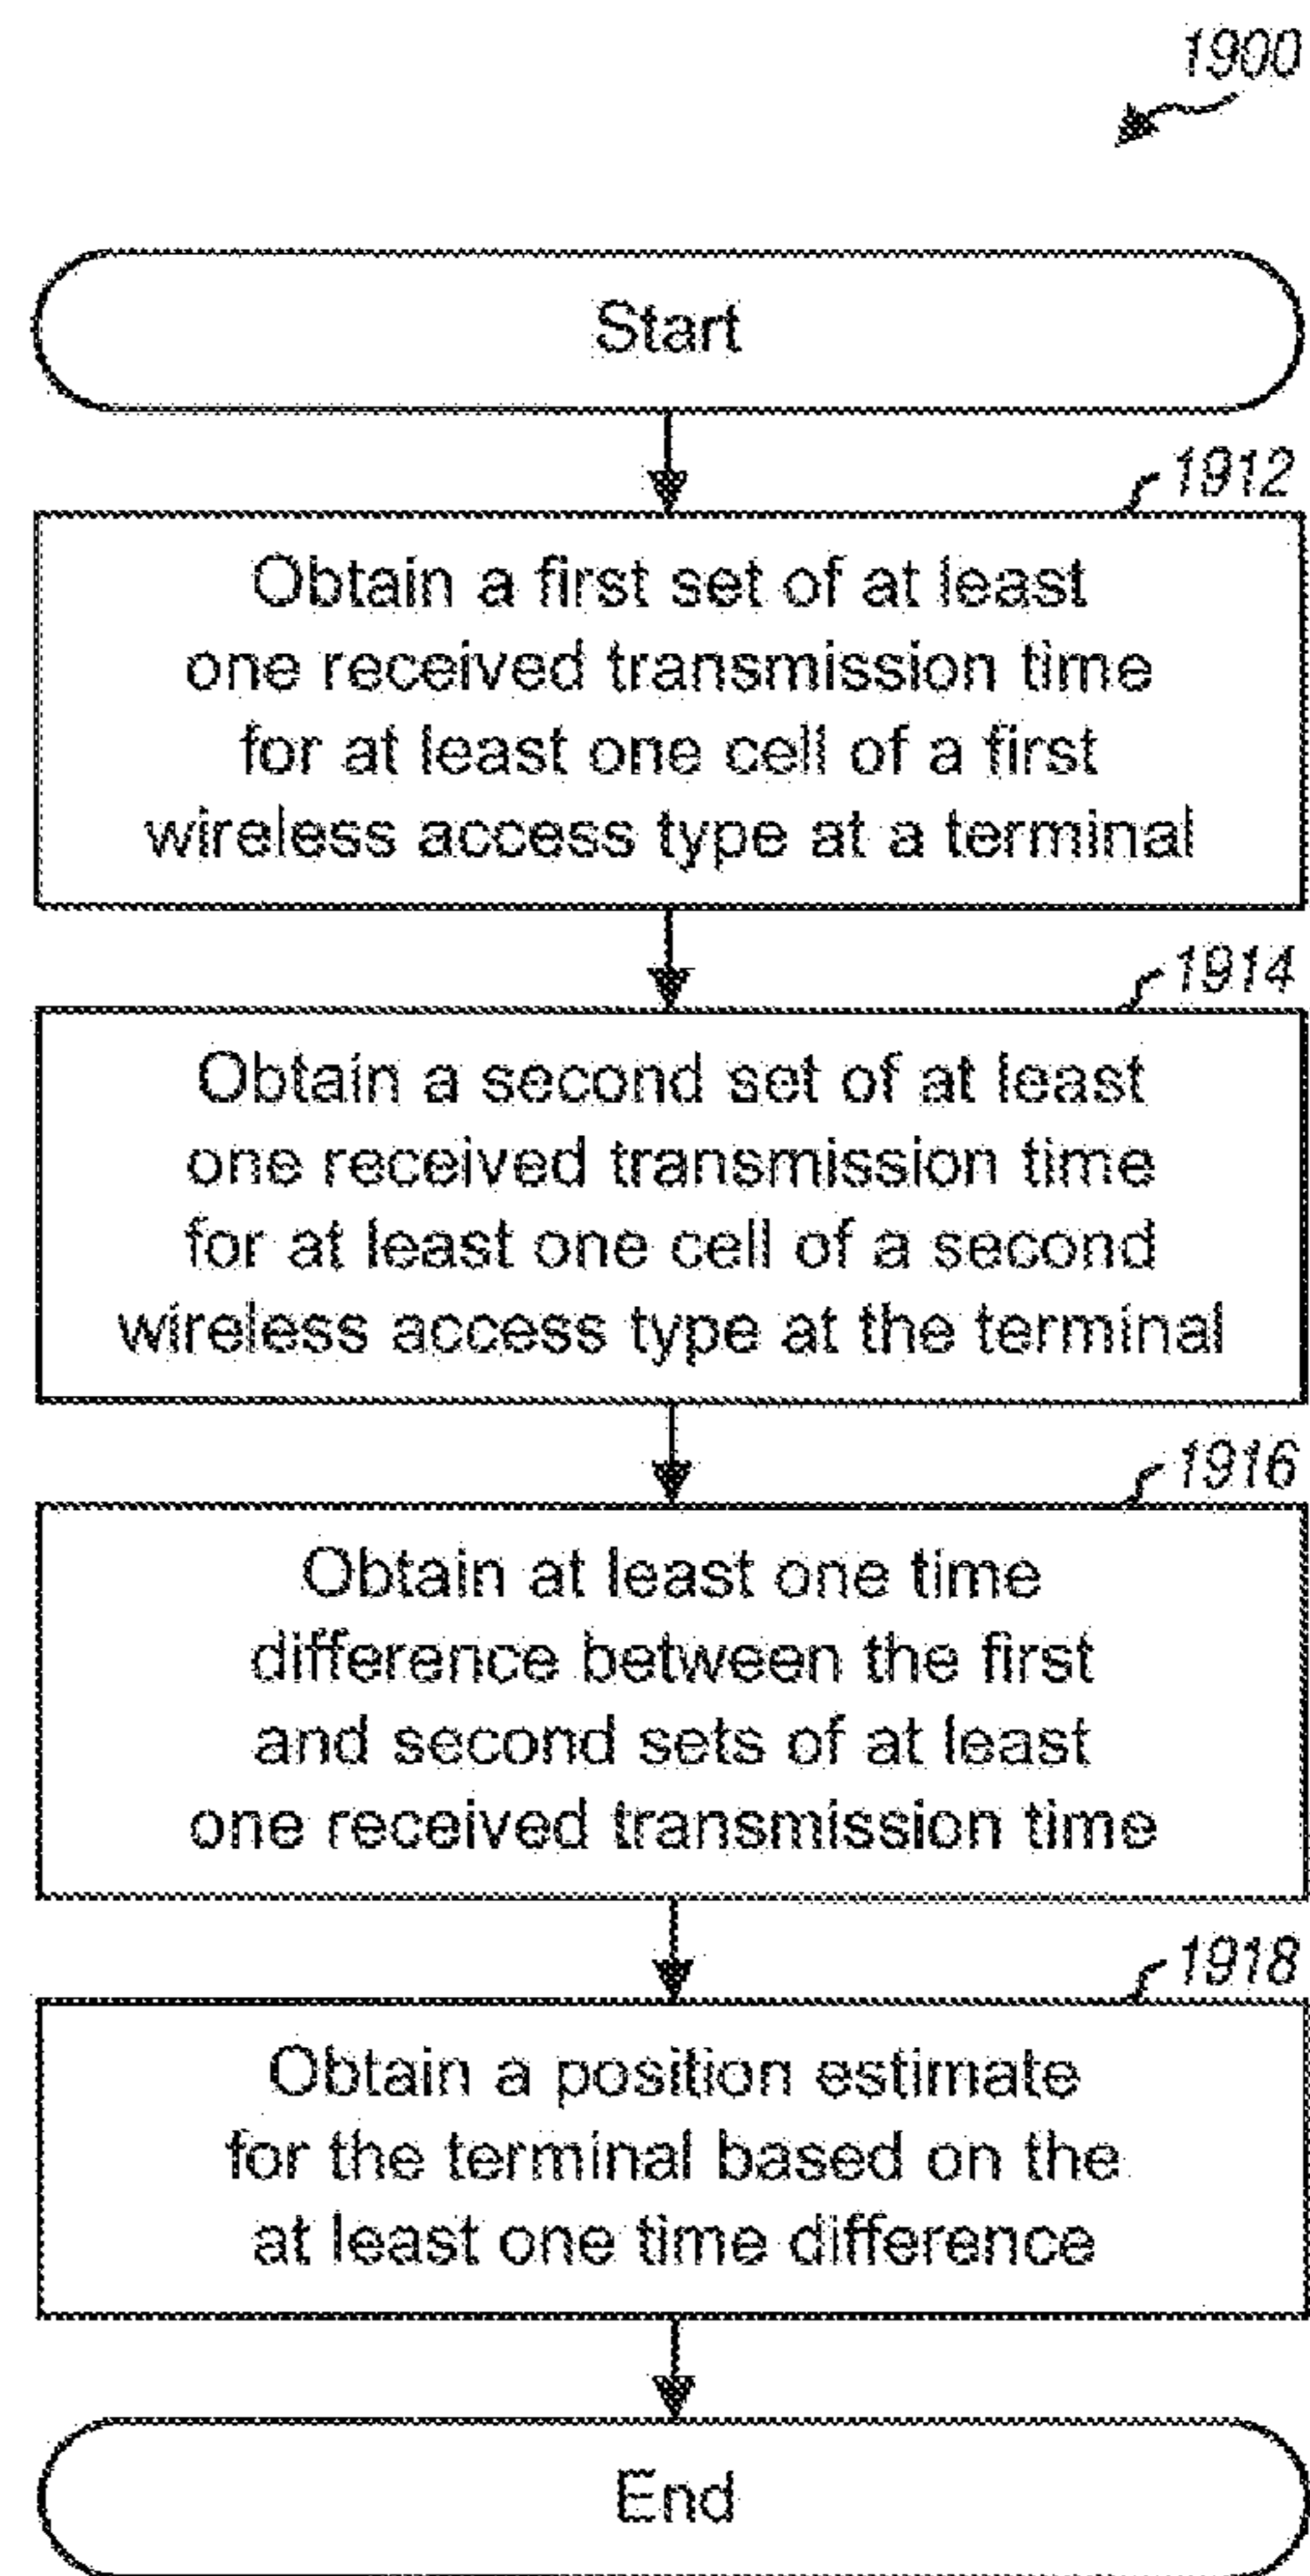 1900
Start
1912
Obtain a first set of at least
one received transmission time
for at least one cell of a first
wireless access type at a terminal
1914
Obtain a second set of at least
one received transmission time
for at least one cell of a second
wireless access type at the terminal
1916
Obtain at least one time
difference between the first
and second sets of at least
one received transmission time
1918
Obtain a position estimate
for the terminal based on the
at least one time difference
End